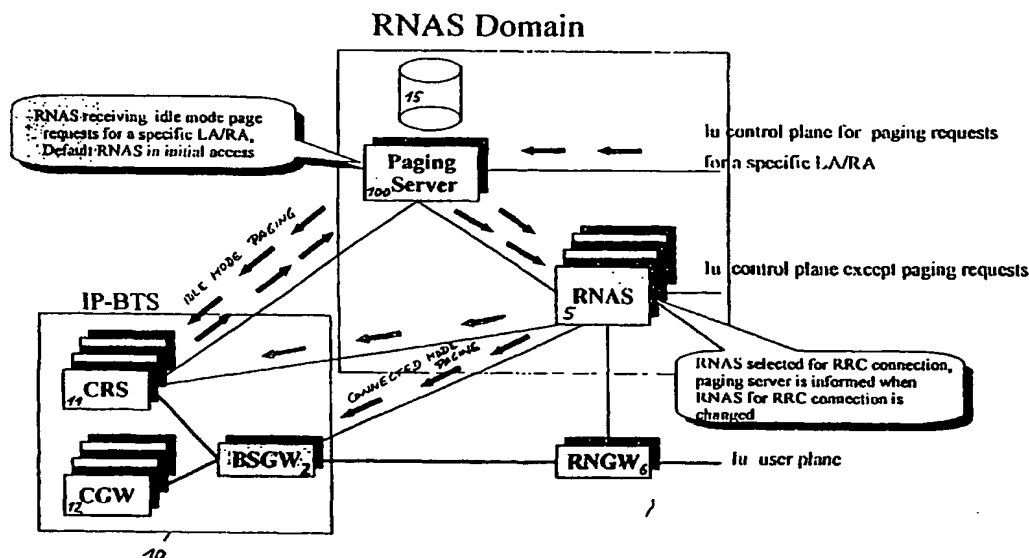 RNAS Domain
15
RNAS receiving idle mode page
requests for a specific LA/RA.
Default RNAS in initial access
Paging
Server
100
Iu control plane for paging requests
for a specific LA/RA
IDLE MODE PAGING
Iu control plane except paging requests
RNAS
5
IP-BTS
CRS
11
CONNECTED MODE
PAGING
RNAS selected for RRC connection,
paging server is informed when
RNAS for RRC connection is
changed
BSGW
2
RNGW
6
Iu user plane
CGW
12
10
1